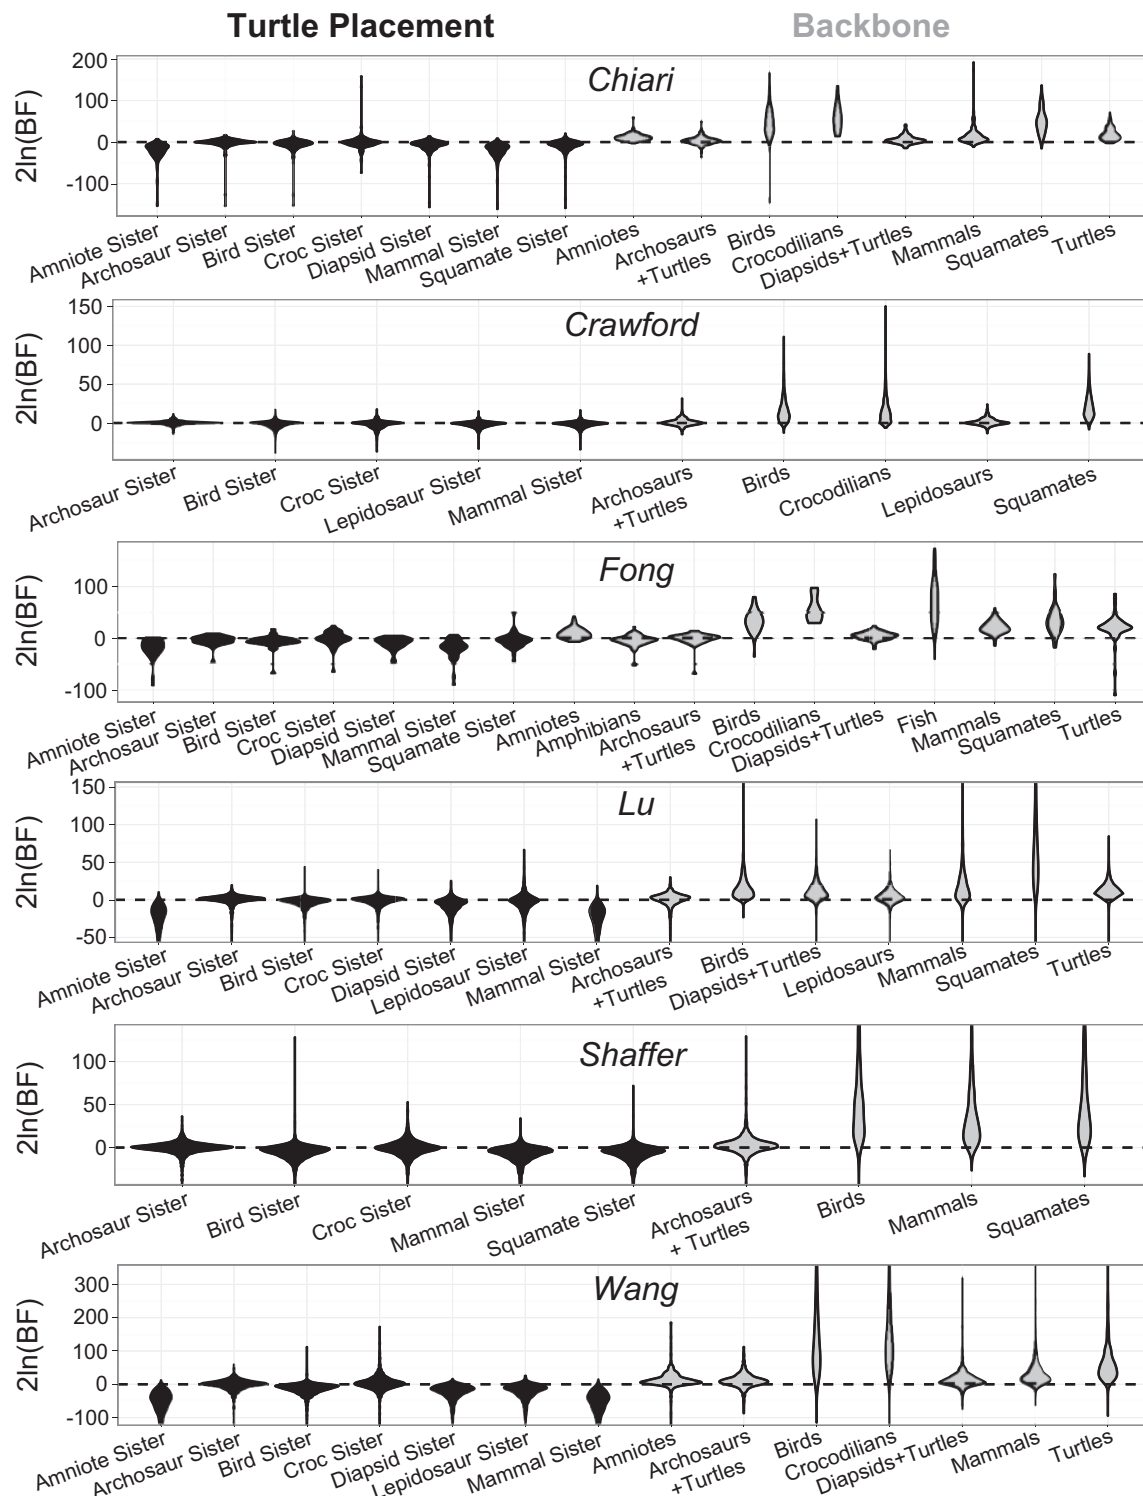 Turtle Placement Backbone
Chiari
2ln(BF)
200
100
0
-100
Amniote Sister
Archosaur Sister
Bird Sister
Croc Sister
Diapsid Sister
Mammal Sister
Squamate Sister
Amniotes
Archosaurs
+Turtles
Birds
Crocodilians
Diapsids+Turtles
Mammals
Squamates
Turtles
Crawford
2ln(BF)
150
100
50
0
Archosaur Sister
Bird Sister
Croc Sister
Lepidosaur Sister
Mammal Sister
Archosaurs
+Turtles
Birds
Crocodilians
Lepidosaurs
Squamates
Fong
2ln(BF)
100
0
-100
Amniote Sister
Archosaur Sister
Bird Sister
Croc Sister
Diapsid Sister
Mammal Sister
Squamate Sister
Amniotes
Amphibians
Archosaurs
+Turtles
Birds
Crocodilians
Diapsids+Turtles
Fish
Mammals
Squamates
Turtles
Lu
2ln(BF)
150
100
50
0
-50
Amniote Sister
Archosaur Sister
Bird Sister
Croc Sister
Diapsid Sister
Lepidosaur Sister
Mammal Sister
Archosaurs
+Turtles
Birds
Diapsids+Turtles
Lepidosaurs
Mammals
Squamates
Turtles
Shaffer
2ln(BF)
100
50
0
Archosaur Sister
Bird Sister
Croc Sister
Mammal Sister
Squamate Sister
Archosaurs
+ Turtles
Birds
Mammals
Squamates
Wang
2ln(BF)
300
200
100
0
-100
Amniote Sister
Archosaur Sister
Bird Sister
Croc Sister
Diapsid Sister
Lepidosaur Sister
Mammal Sister
Amniotes
Archosaurs
+Turtles
Birds
Crocodilians
Diapsids+Turtles
Mammals
Turtles